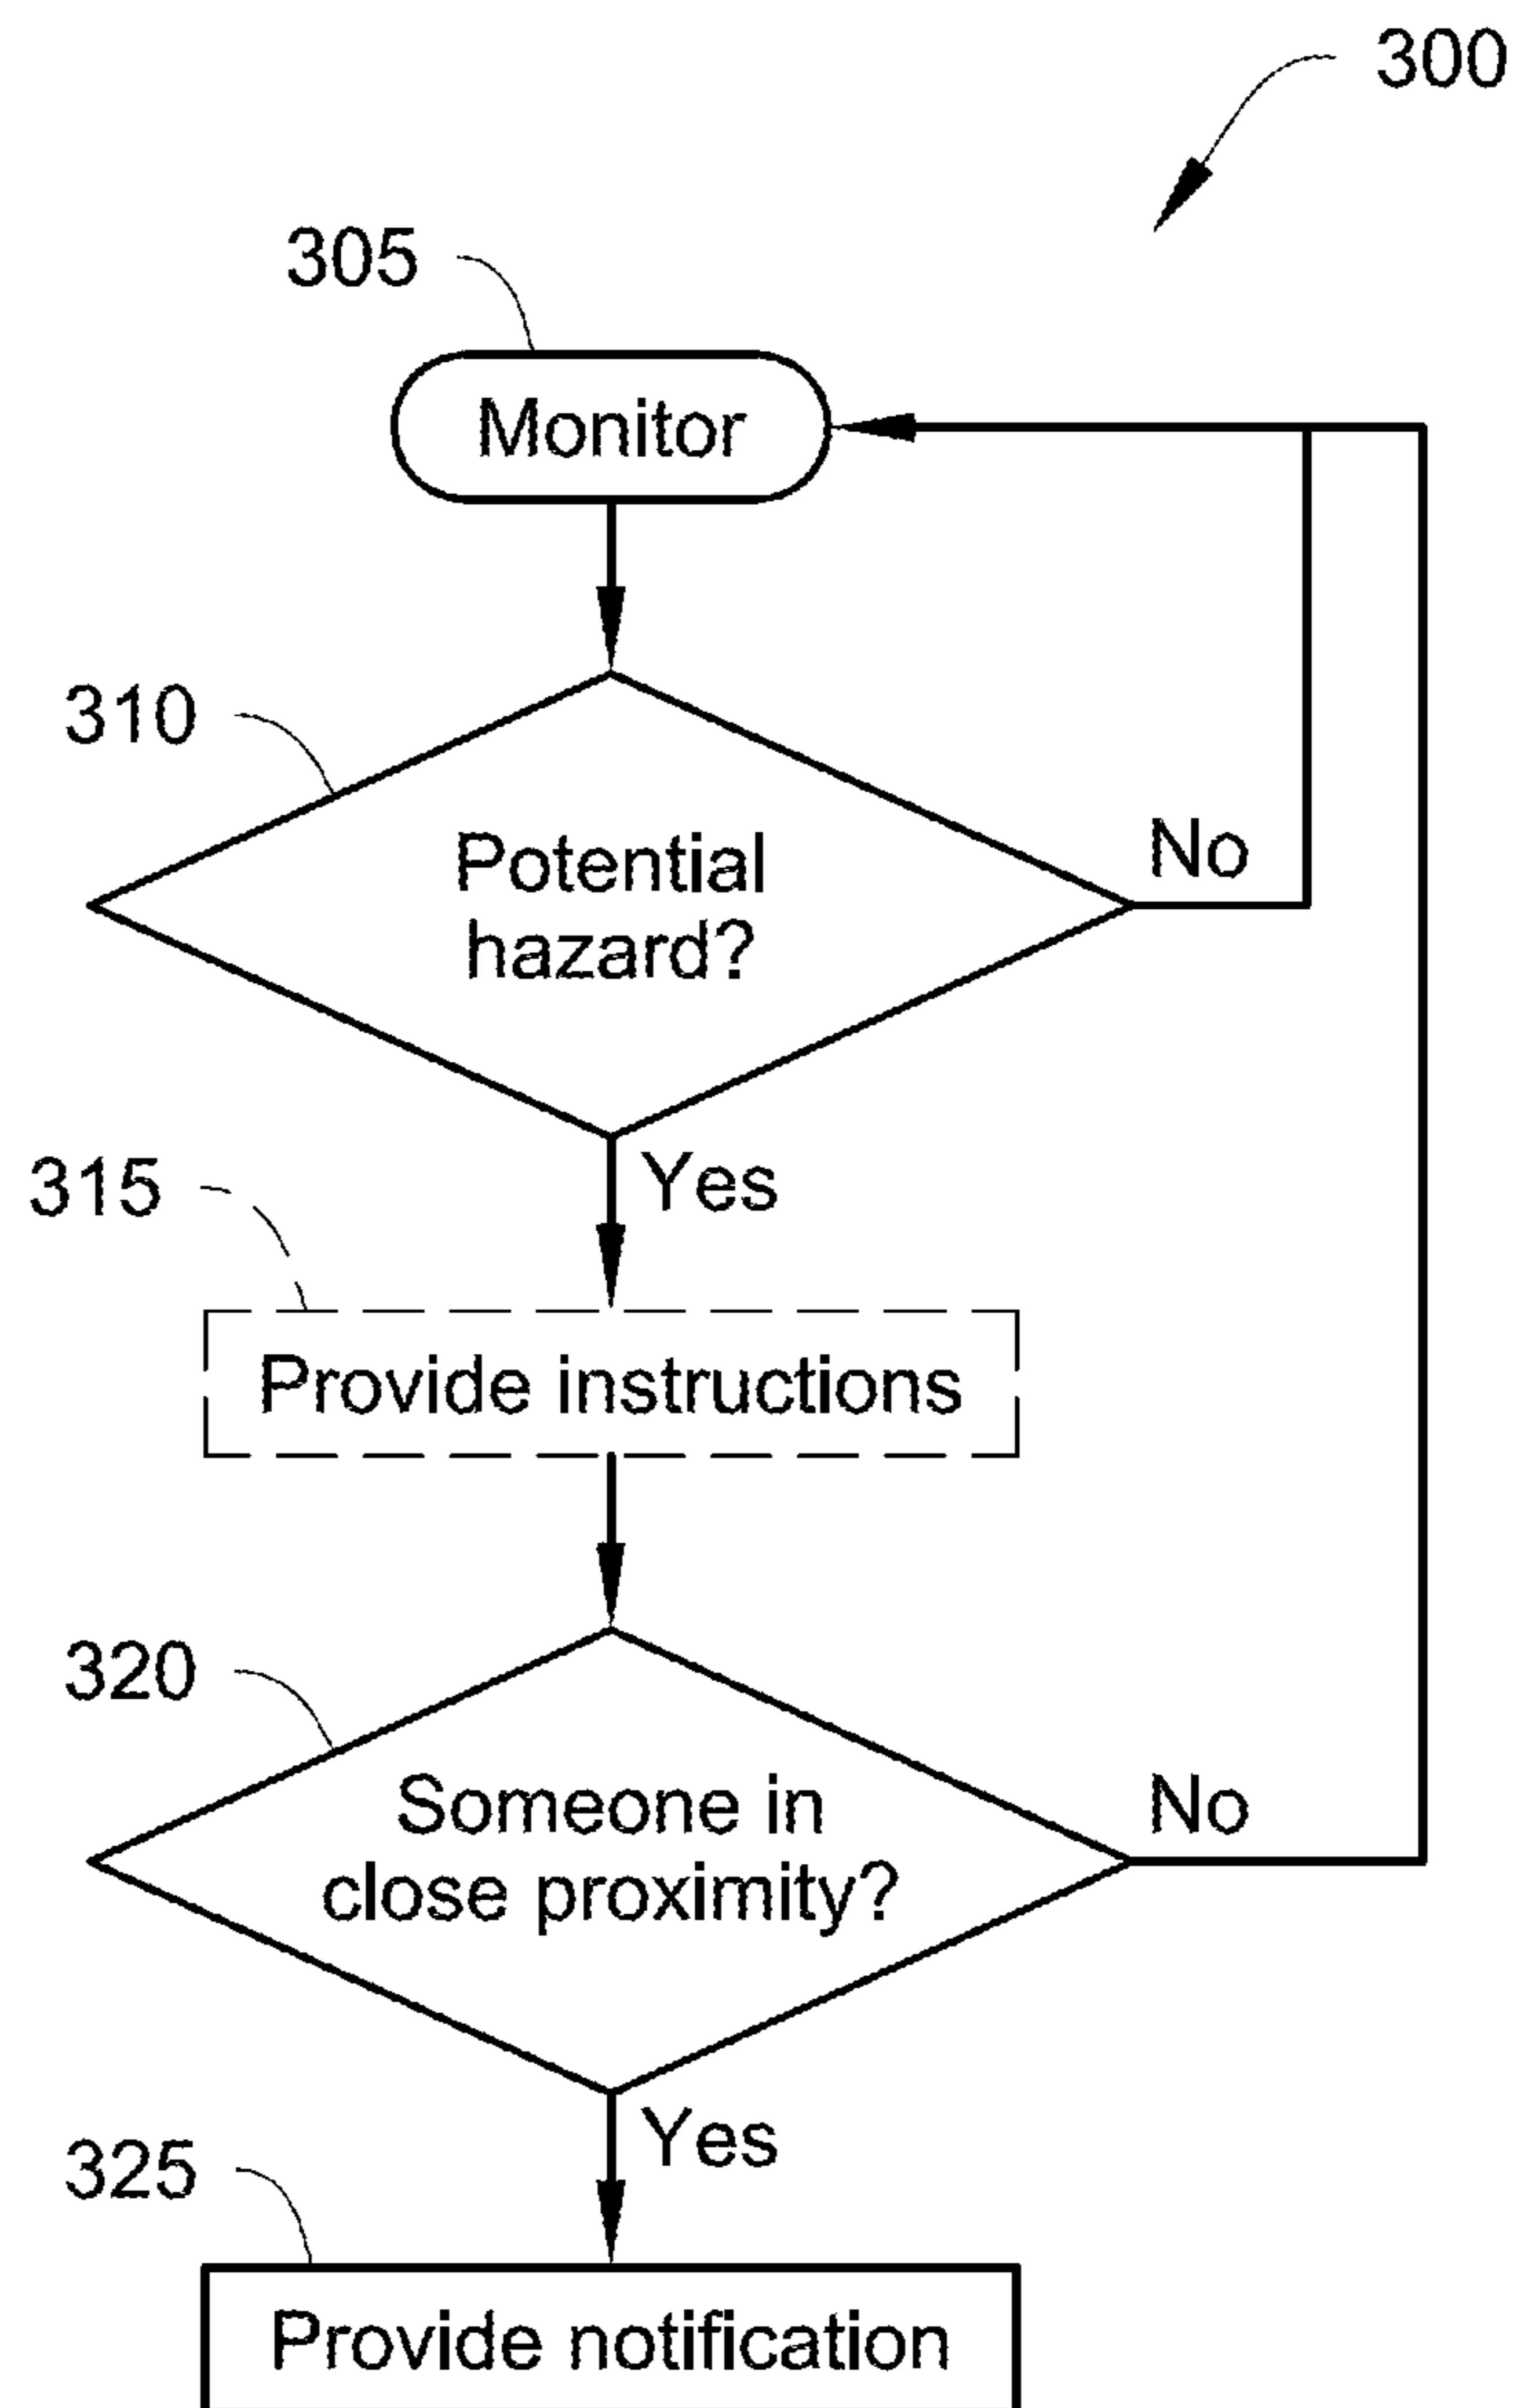 300
305
Monitor
310
Potential
hazard?
No
Yes
315
Provide instructions
320
Someone in
close proximity?
No
Yes
325
Provide notification